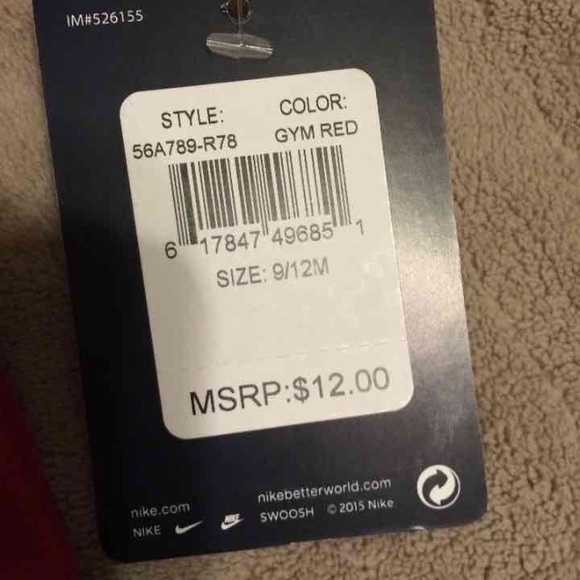 IM#526155
STYLE: COLOR:
56A789-R78 GYM RED
6 17847 49685 1
SIZE: 9/12M
MSRP:$12.00
nike.com nikebetterworld.com
NIKE SWOOSH © 2015 Nike